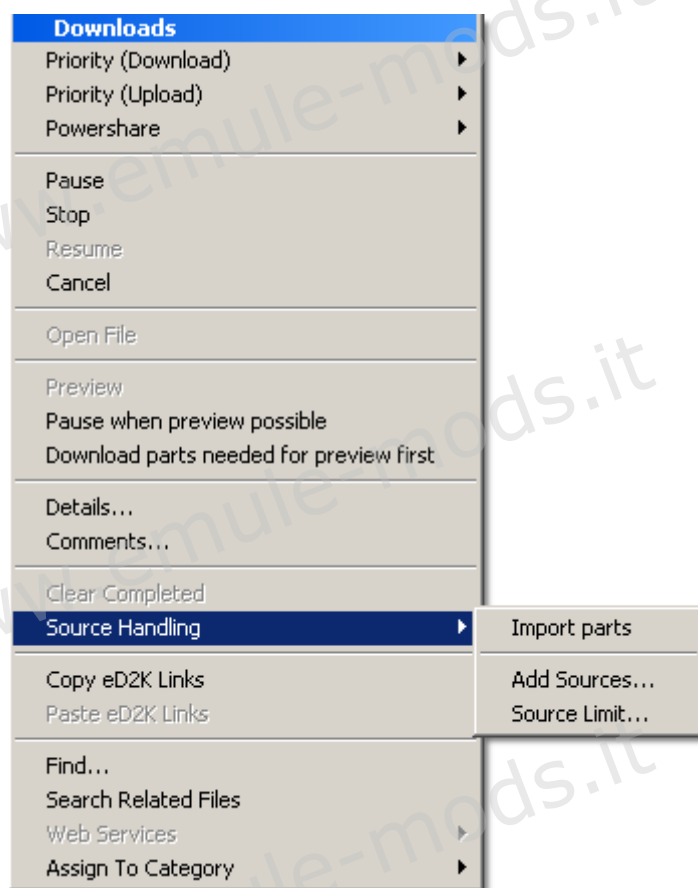 Downloads
Priority (Download)
Priority (Upload)
Powershare
Pause
Stop
Resume
Cancel
Open File
Preview
Pause when preview possible
Download parts needed for preview first
Details...
Comments...
Clear Completed
Source Handling
Import parts
Copy eD2K Links
Add Sources...
Paste eD2K Links
Source Limit...
Find...
Search Related Files
Web Services
Assign To Category
www.emule-mods.it
www.emule-mods.it
emule-mods.it